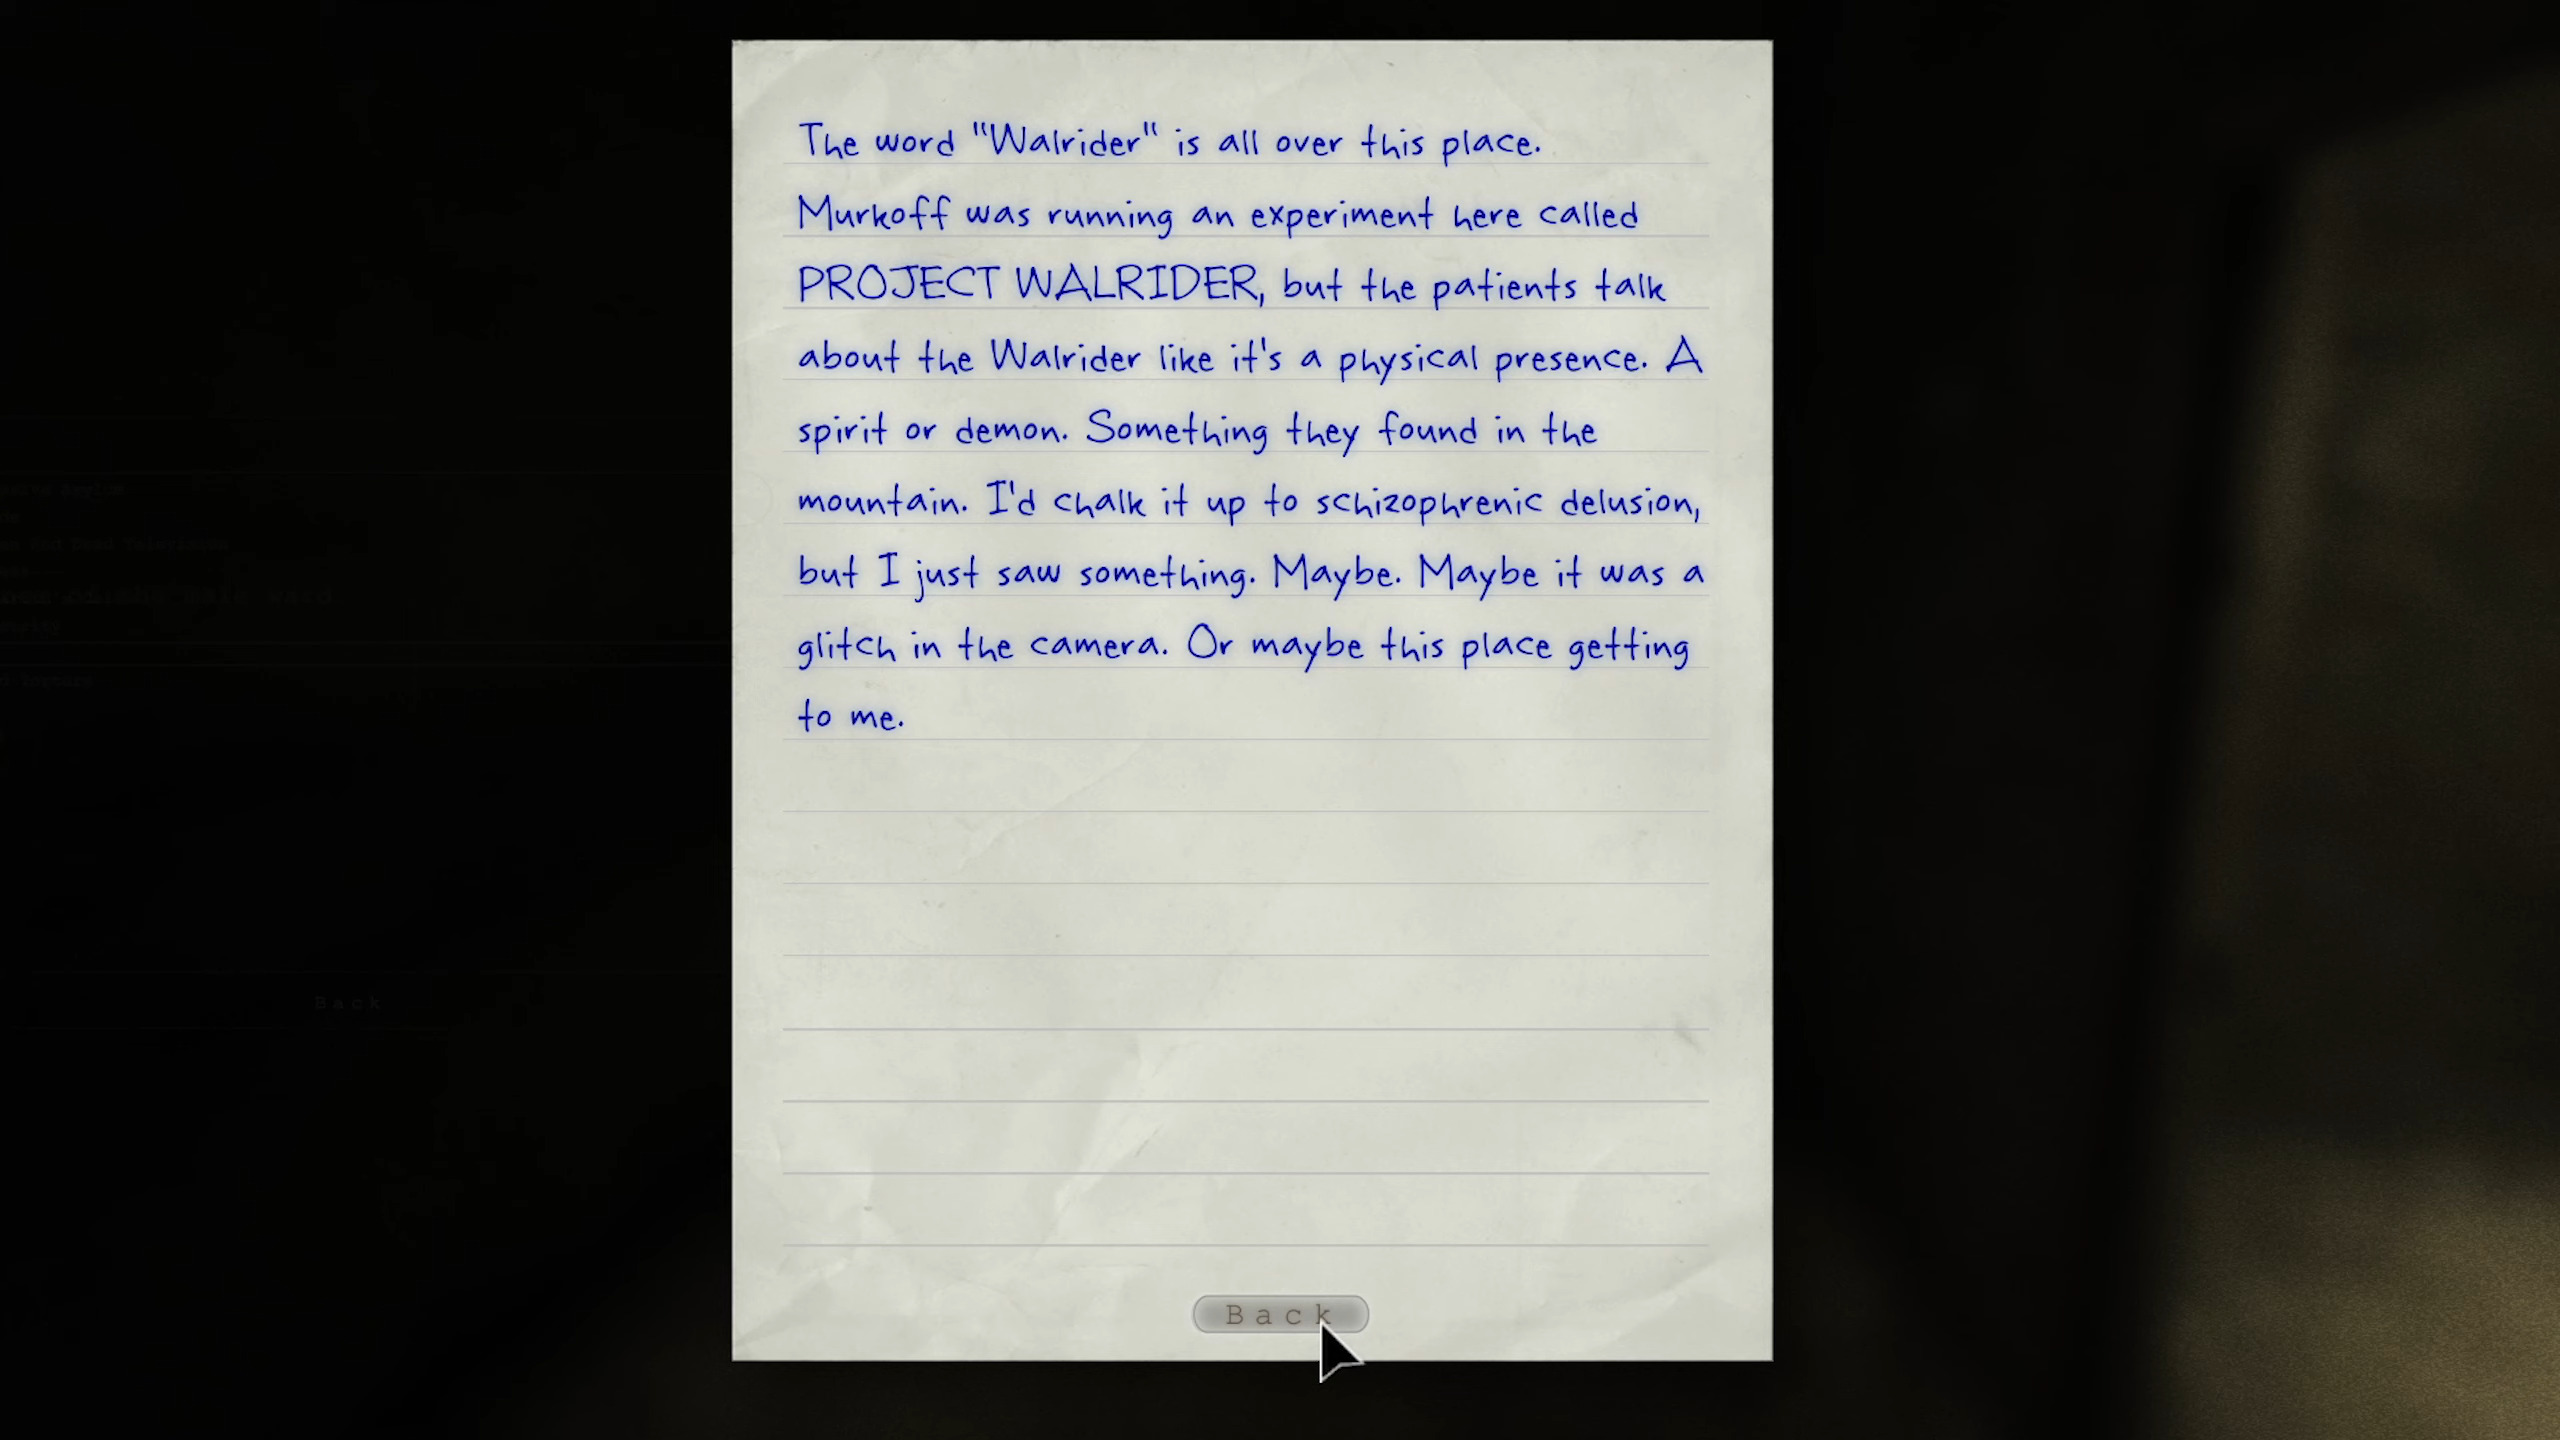 The word "Walrider" is all over this place.
Murkoff was running an experiment here called
PROJECT WALRIDER, but the patients talk
about the Walrider like it's a physical presence. A
spirit or demon. Something they found in the
mountain. I'd chalk it up to schizophrenic delusion,
but I just saw something. Maybe. Maybe it was a
glitch in the camera. Or maybe this place getting
to me.
Back
Back